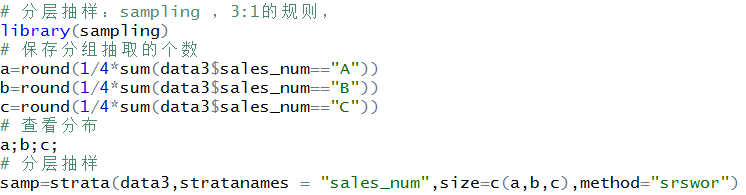 # 分层抽样：sampling ，3:1的规则，
library(sampling)
# 保存分组抽取的个数
a=round(1/4*sum(data3$sales_num=="A"))
b=round(1/4*sum(data3$sales_num=="B"))
c=round(1/4*sum(data3$sales_num=="C"))
# 查看分布
a;b;c;
# 分层抽样
samp=strata(data3,stratanames = "sales_num",size=c(a,b,c),method="srswor")